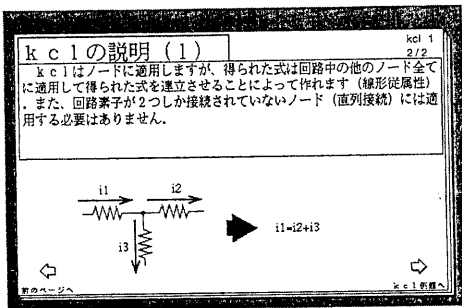 kclの説明(1)
kcl 1
2/2
kclはノードに適用しますが、得られた式は回路中の他のノード全て
に適用して得られた式を連立させることによって作れます(線形従属性)
.また、回路素子が2つしか接続されていないノード(直列接続)には適
用する必要はありません。
i1
i2
i3
i1=i2+i3
前のページへ
kcl例題へ